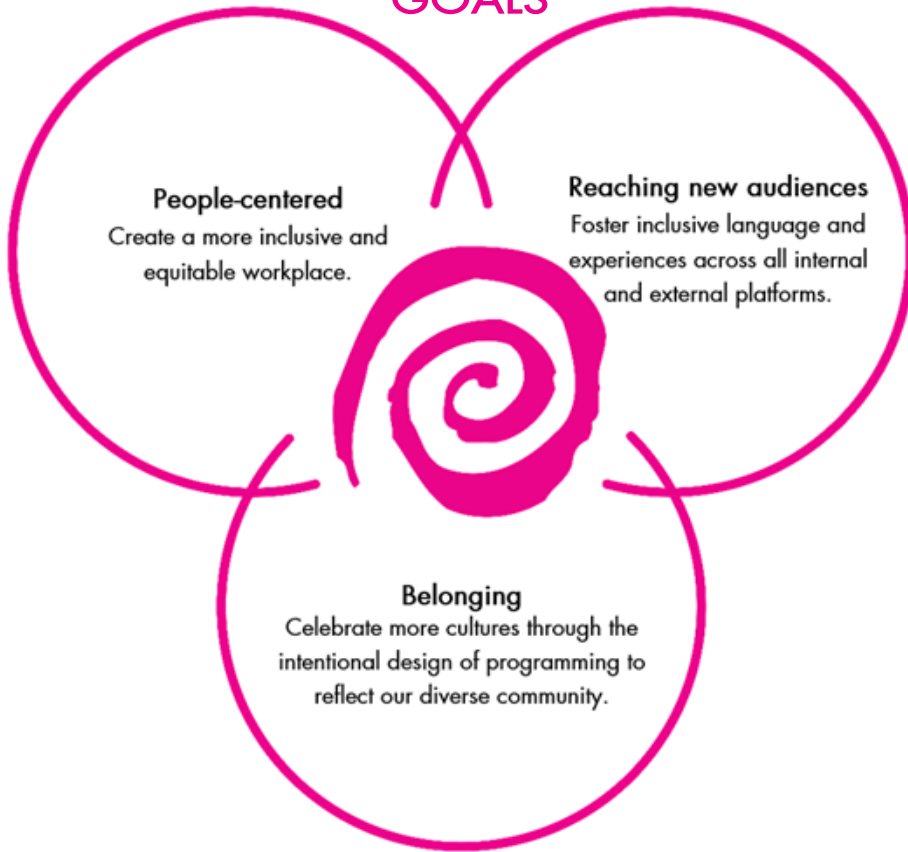 GOALS
People-centered
Create a more inclusive and
equitable workplace.
Reaching new audiences
Foster inclusive language and
experiences across all internal
and external platforms.
Belonging
Celebrate more cultures through the
intentional design of programming to
reflect our diverse community.